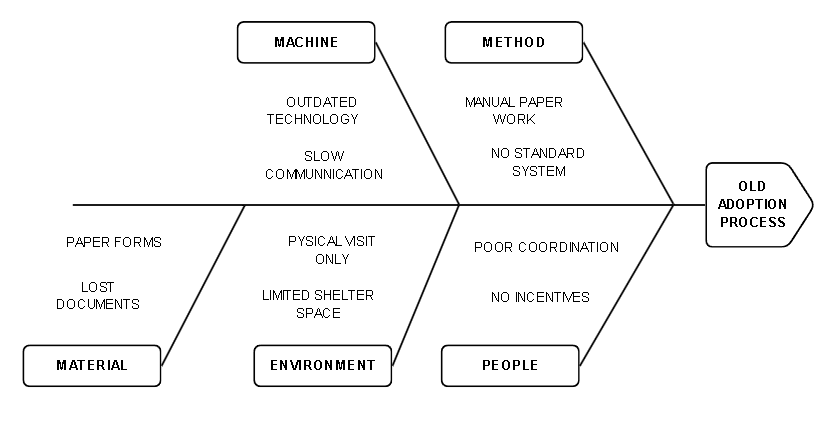 MACHINE
METHOD
OUTDATED
TECHNOLOGY
MANUAL PAPER
WORK
SLOW
COMMUNNICATION
NO STANDARD
SYSTEM
OLD
ADOPTION
PROCESS
PAPER FORMS
PYSICAL VISIT
ONLY
POOR COORDINATION
LOST
DOCUMENTS
LIMITED SHELTER
SPACE
NO INCENTIVES
MATERIAL
ENVIRONMENT
PEOPLE